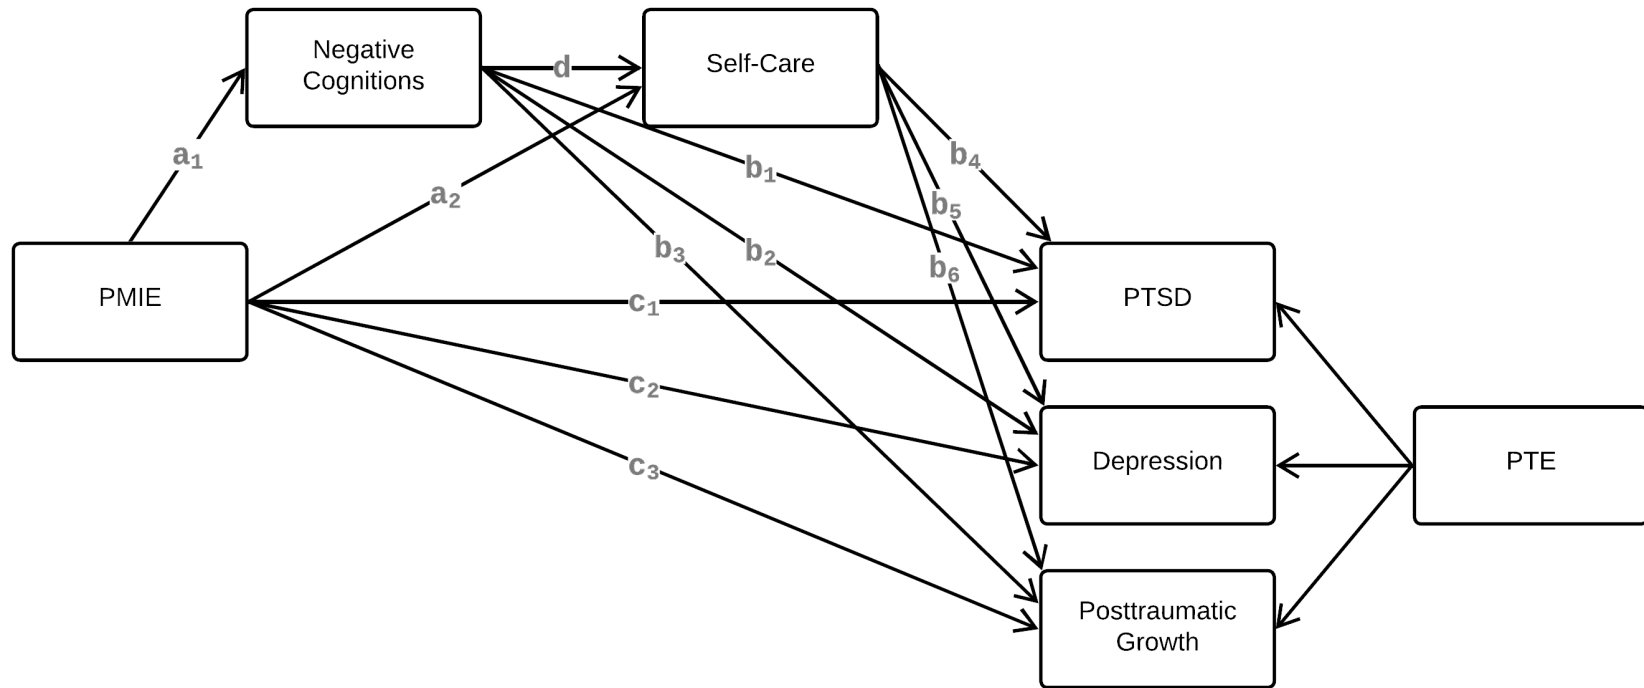 Negative
Cognitions
Self-Care
d
a₁
a₂
b₁
b₂
b₃
b₄
b₅
b₆
PMIE
c₁
c₂
c₃
PTSD
Depression
PTE
Posttraumatic
Growth